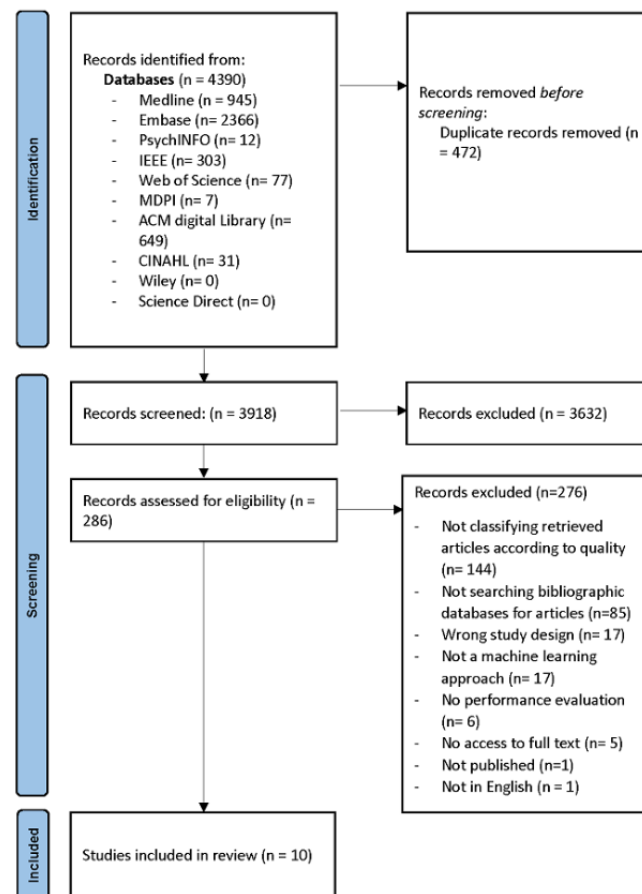 Identification
Records identified from:
Databases (n = 4390)
- Medline (n = 945)
- Embase (n = 2366)
- PsychINFO (n = 12)
- IEEE (n = 303)
- Web of Science (n = 77)
- MDPI (n = 7)
- ACM digital Library (n=
649)
- CINAHL (n= 31)
- Wiley (n= 0)
- Science Direct (n= 0)
Records removed before
screening:
Duplicate records removed (n
= 472)
Screening
Records screened: (n = 3918)
Records excluded (n = 3632)
Records assessed for eligibility (n =
286)
Records excluded (n=276)
- Not classifying retrieved
articles according to quality
(n= 144)
- Not searching bibliographic
databases for articles (n=85)
- Wrong study design (n= 17)
- Not a machine learning
approach (n= 17)
- No performance evaluation
(n= 6)
- No access to full text (n= 5)
- Not published (n=1)
- Not in English (n = 1)
Included
Studies included in review (n = 10)